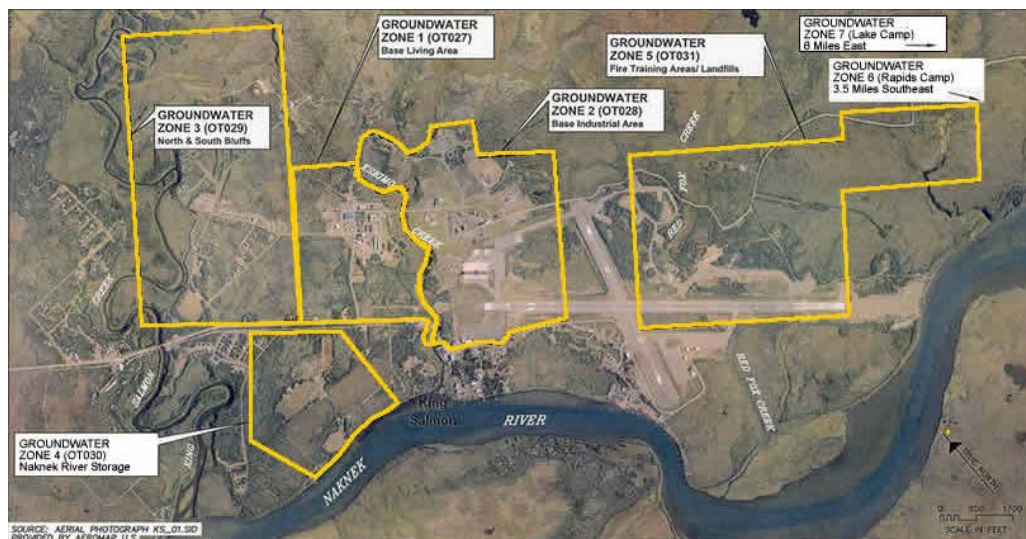 GROUNDWATER
ZONE 1 (OT027)
Base Living Area
GROUNDWATER
ZONE 5 (OT031)
Fire Training Areas/ Landfills
GROUNDWATER
ZONE 7 (Lake Camp)
6 Miles East
GROUNDWATER
ZONE 6 (Rapids Camp)
3.5 Miles Southeast
GROUNDWATER
ZONE 3 (OT029)
North & South Bluffs
GROUNDWATER
ZONE 2 (OT028)
Base Industrial Area
ESKIMO
CREEK
RED
FOX
CREEK
CREEK
SALMON
KING
RED FOX CREEK
King
Salmon
NAKNEK
RIVER
GROUNDWATER
ZONE 4 (OT030)
Naknek River Storage
TRUE NORTH
SCALE IN FEET
SOURCE: AERIAL PHOTOGRAPH KS_01.SID
PROVIDED BY AEROMAP U.S.